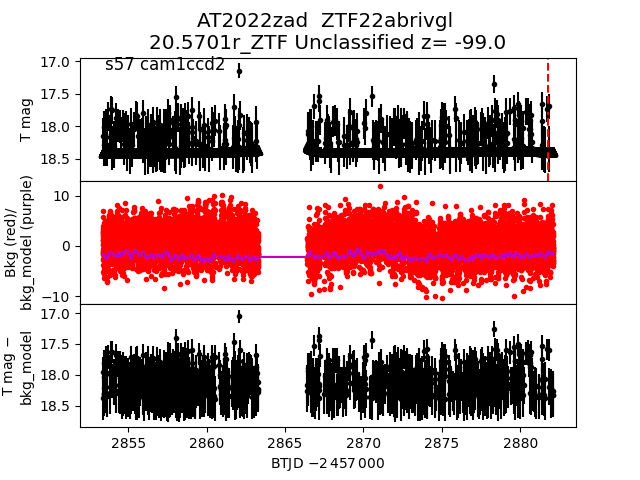 AT2022zad  ZTF22abrivgl
20.5701r_ZTF Unclassified z= -99.0
s57 cam1ccd2
17.0
17.5
18.0
18.5
T mag
10
0
−10
Bkg (red)/
bkg_model (purple)
17.0
17.5
18.0
18.5
T mag −
bkg_model
2855
2860
2865
2870
2875
2880
BTJD −2 457 000